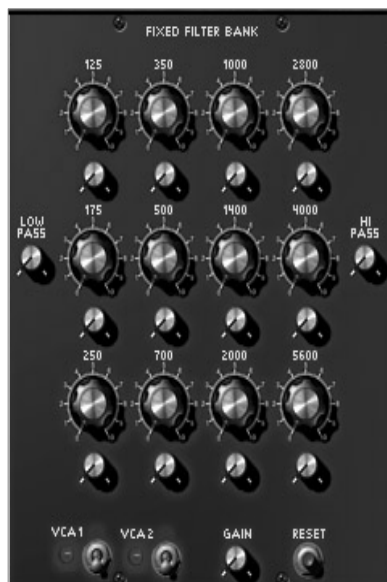 FIXED FILTER BANK
125 350 1000 2800
LOW PASS
175 500 1400 4000
HI PASS
250 700 2000 5600
VCA1 VCA2 GAIN RESET